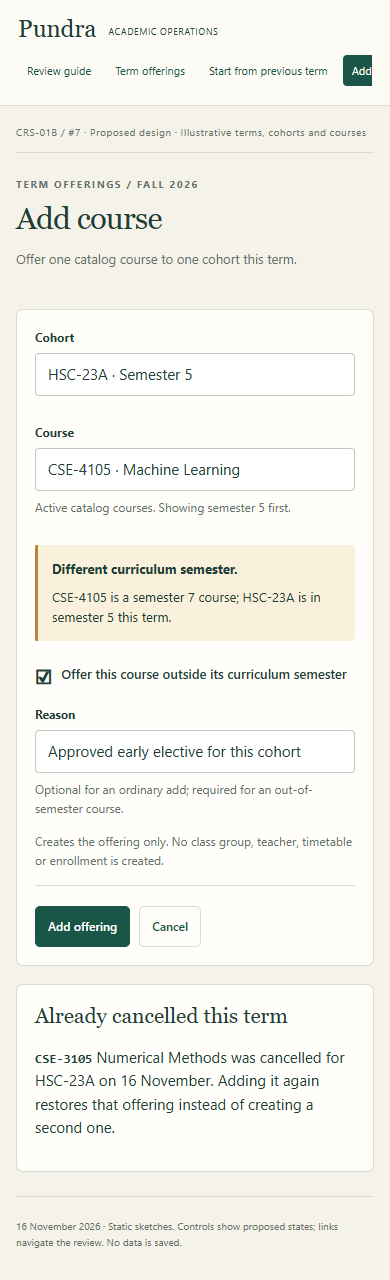 Pundra ACADEMIC OPERATIONS
Review guide Term offerings Start from previous term Add
CRS-01B / #7 · Proposed design · Illustrative terms, cohorts and courses
TERM OFFERINGS / FALL 2026
Add course
Offer one catalog course to one cohort this term.
Cohort
HSC-23A · Semester 5
Course
CSE-4105 · Machine Learning
Active catalog courses. Showing semester 5 first.
Different curriculum semester.
CSE-4105 is a semester 7 course; HSC-23A is in
semester 5 this term.
Offer this course outside its curriculum semester
Reason
Approved early elective for this cohort
Optional for an ordinary add; required for an out-of-
semester course.
Creates the offering only. No class group, teacher, timetable
or enrollment is created.
Add offering Cancel
Already cancelled this term
CSE-3105 Numerical Methods was cancelled for
HSC-23A on 16 November. Adding it again
restores that offering instead of creating a
second one.
16 November 2026 · Static sketches. Controls show proposed states; links
navigate the review. No data is saved.